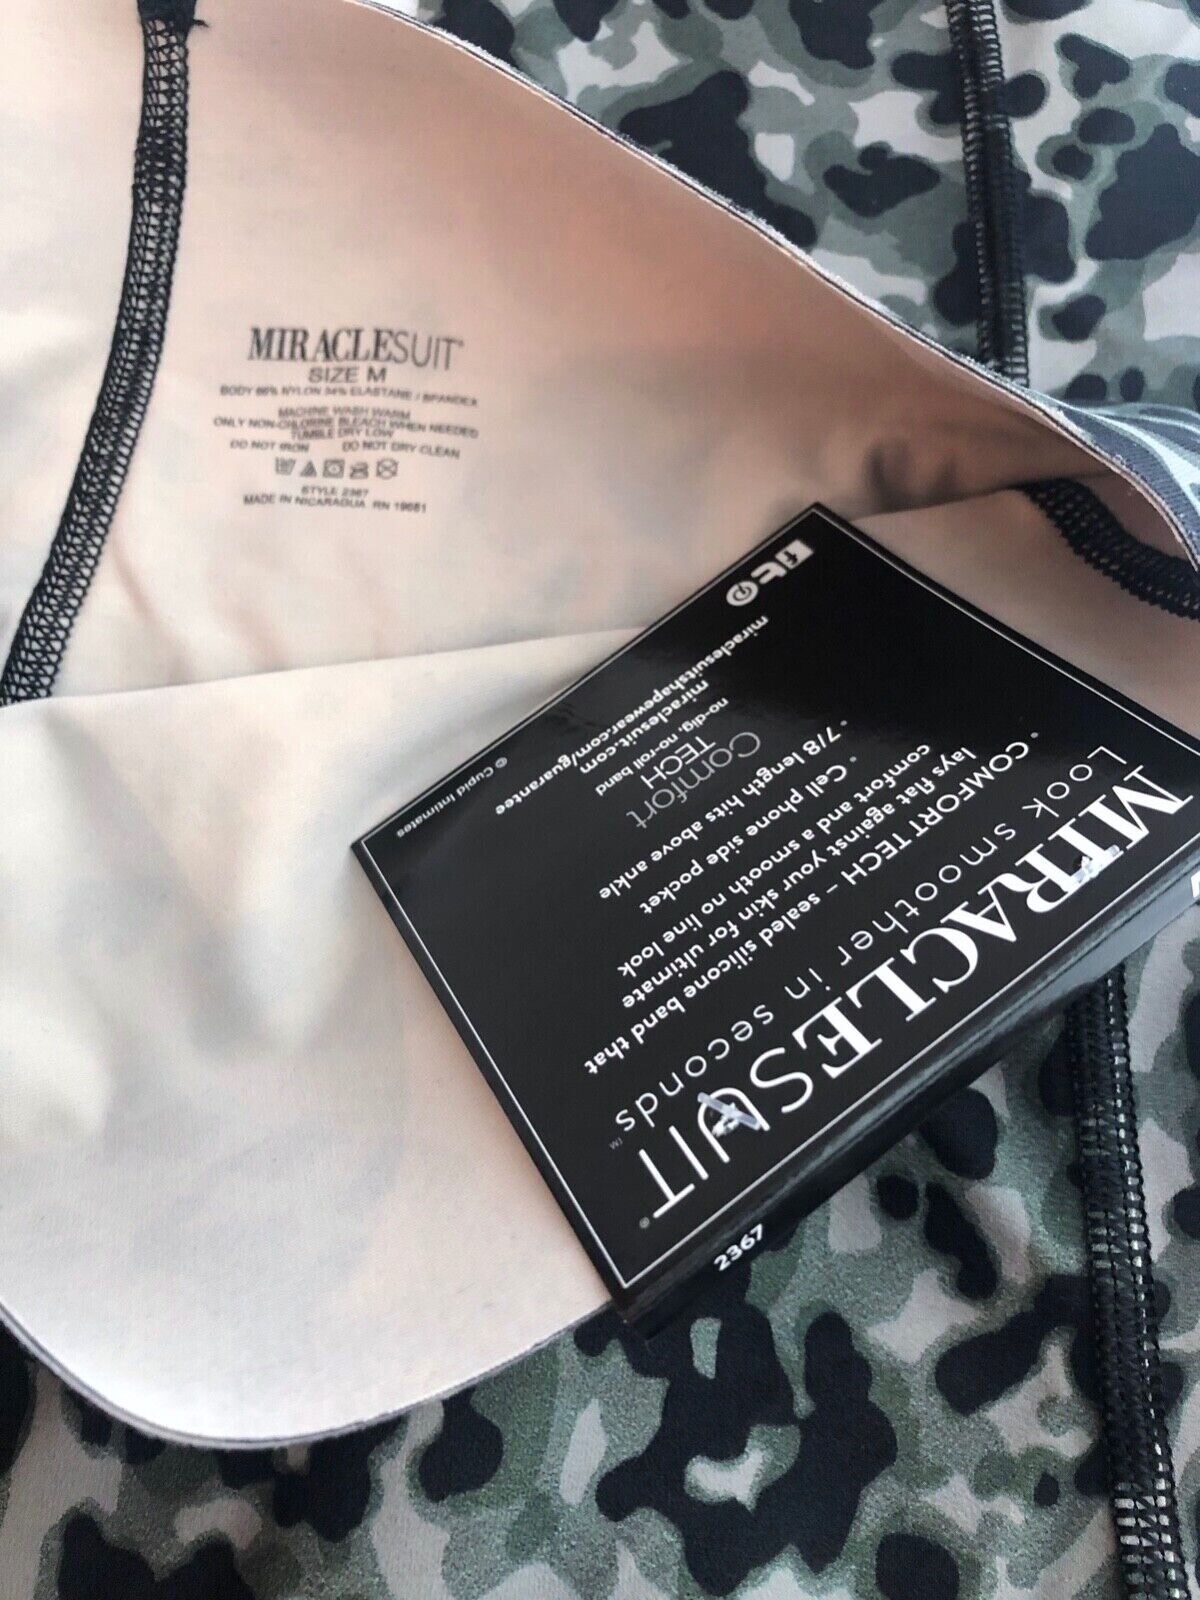 MIRACLESUIT®
SIZE M
BODY 66% NYLON 34% ELASTANE / SPANDEX
MACHINE WASH WARM
ONLY NON-CHLORINE BLEACH WHEN NEEDED
TUMBLE DRY LOW
DO NOT IRON DO NOT DRY CLEAN
STYLE 2367
MADE IN NICARAGUA RN 19681
MIRACLESUIT®
Look smoother in seconds™
• COMFORT TECH – sealed silicone band that
lays flat against your skin for ultimate
comfort and a smooth no line look
• Cell phone side pocket
• 7/8 length hits above ankle
Comfort
TECH
no-dig, no-roll band
miraclesuit.com
miraclesuitshapewear.com/guarantee
© Cupid Intimates
fit
2367